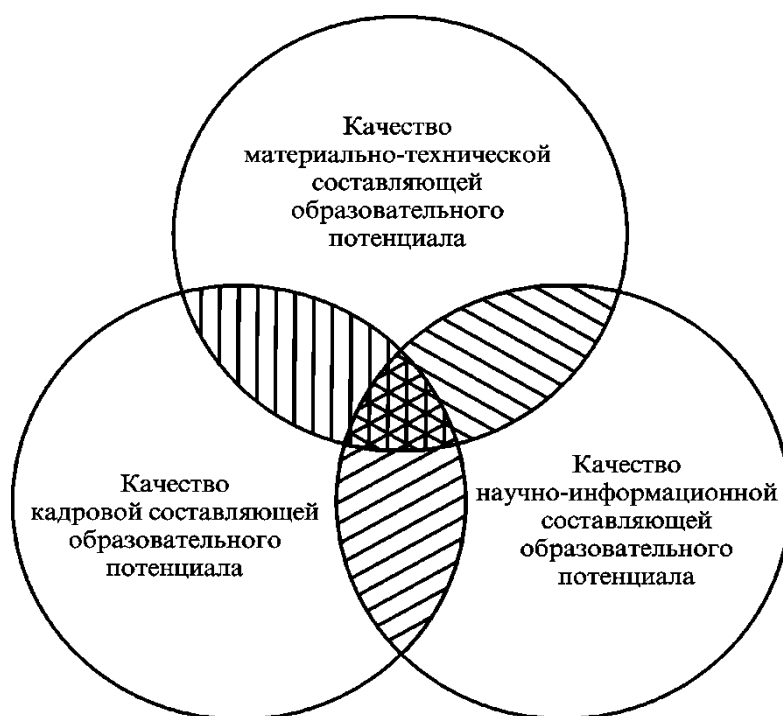 Качество
материально-технической
составляющей
образовательного
потенциала
Качество
кадровой составляющей
образовательного
потенциала
Качество
научно-информационной
составляющей
образовательного
потенциала